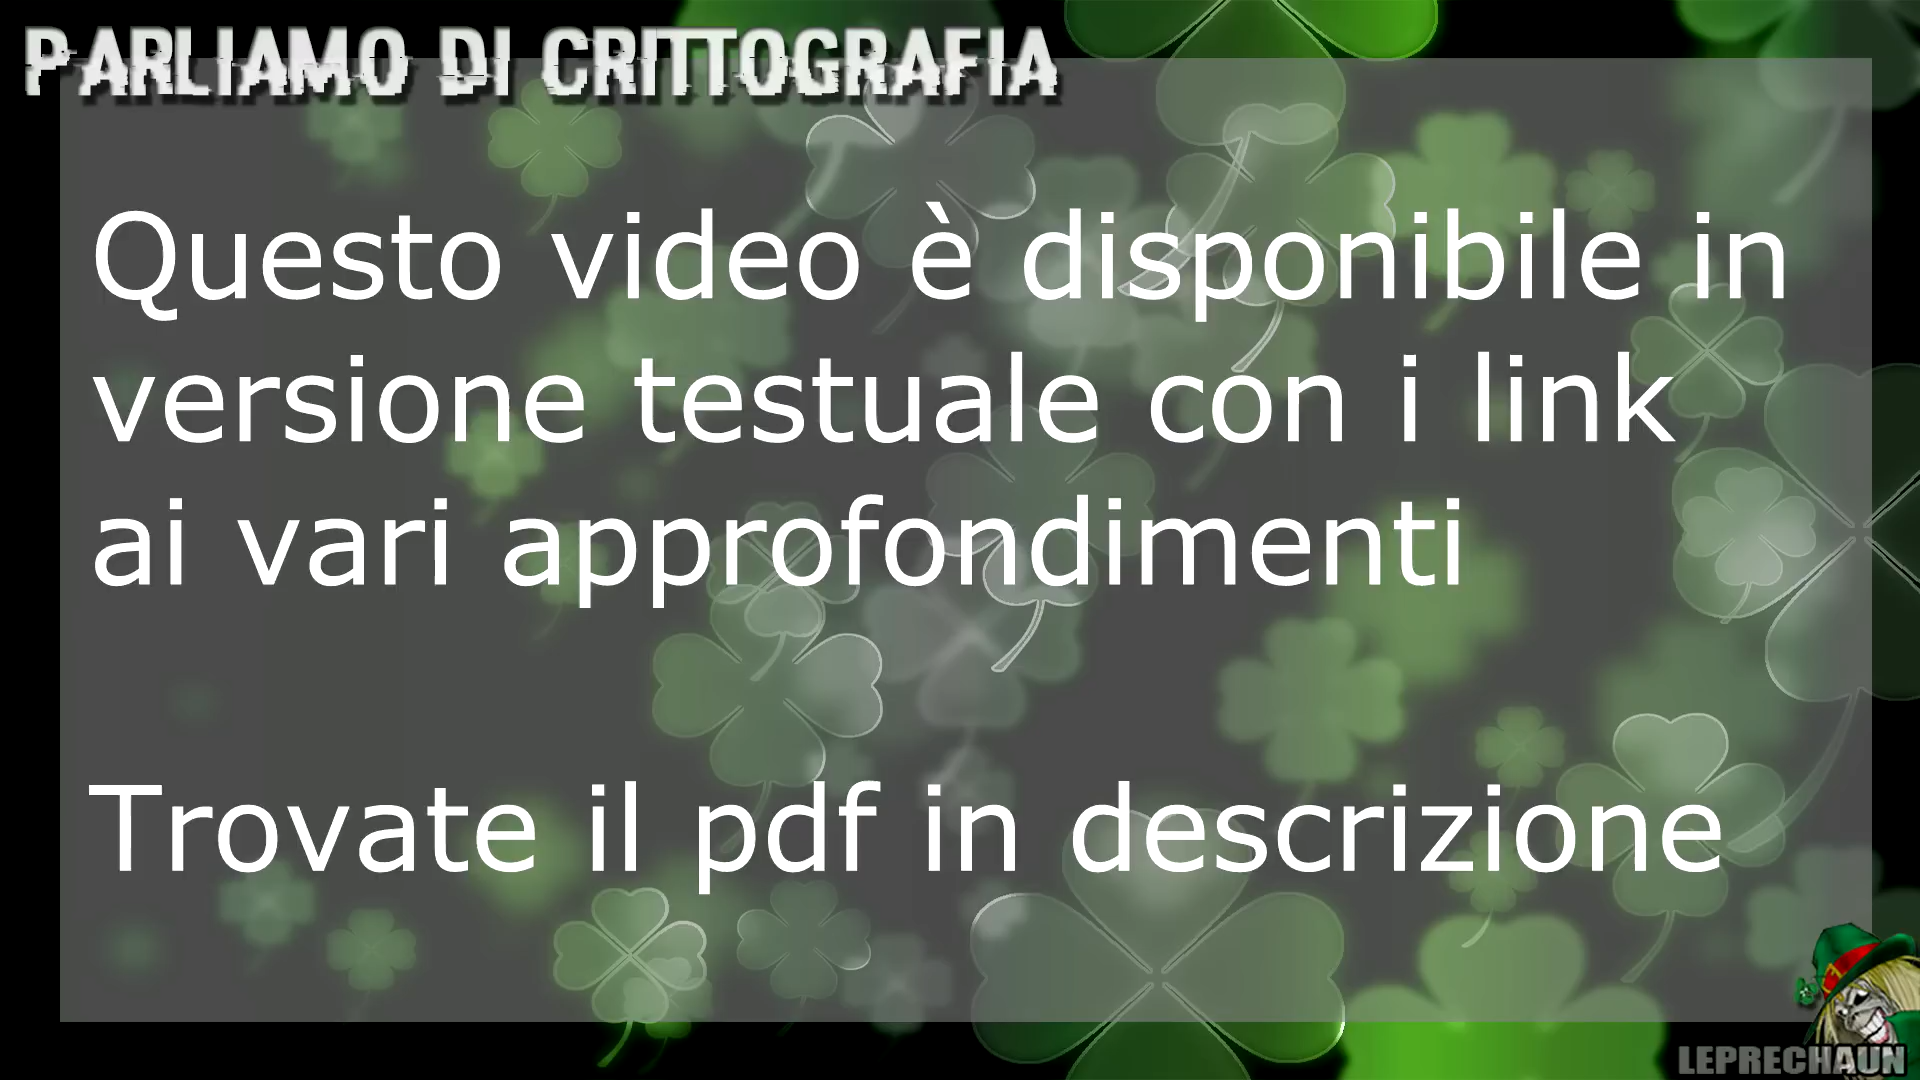 PARLIAMO DI CRITTOGRAFIA
Questo video è disponibile in
versione testuale con i link
ai vari approfondimenti
Trovate il pdf in descrizione
LEPRECHAUN